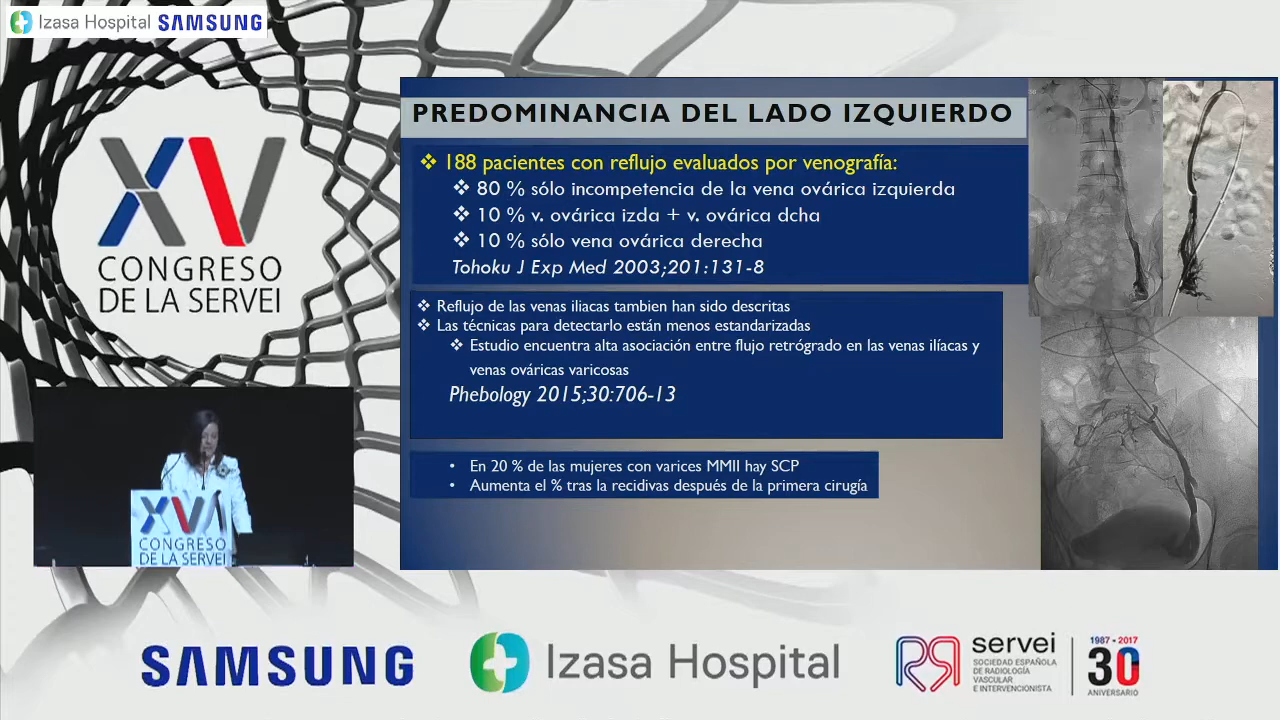 Izasa Hospital SAMSUNG
XV
CONGRESO
DE LA SERVEI
PREDOMINANCIA DEL LADO IZQUIERDO
❖ 188 pacientes con reflujo evaluados por venografía:
❖ 80 % sólo incompetencia de la vena ovárica izquierda
❖ 10 % v. ovárica izda + v. ovárica dcha
❖ 10 % sólo vena ovárica derecha
Tohoku J Exp Med 2003;201:131-8
❖ Reflujo de las venas iliacas tambien han sido descritas
❖ Las técnicas para detectarlo están menos estandarizadas
❖ Estudio encuentra alta asociación entre flujo retrógrado en las venas ilíacas y
venas ováricas varicosas
Phebology 2015;30:706-13
• En 20 % de las mujeres con varices MMII hay SCP
• Aumenta el % tras la recidivas después de la primera cirugía
XV
CONGRESO
DE LA SERVEI
SAMSUNG
Izasa Hospital
servei
SOCIEDAD ESPAÑOLA
DE RADIOLOGÍA
VASCULAR
E INTERVENCIONISTA
1987 • 2017
30
ANIVERSARIO